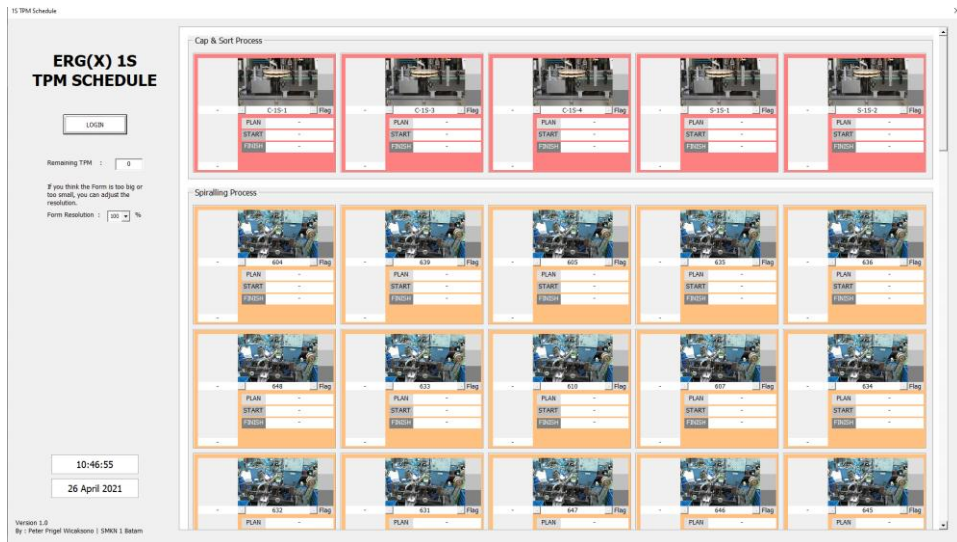 1S TPM Schedule
ERG(X) 1S
TPM SCHEDULE
LOGIN
Remaining TPM : 0
If you think the Form is too big or
too small, you can adjust the
resolution.
Form Resolution : 100 %
10:46:55
26 April 2021
Version 1.0
By : Peter Frigel Wicaksono | SMKN 1 Batam
Cap & Sort Process
- C-1S-1 Flag - C-1S-3 Flag - C-1S-4 Flag - S-1S-1 Flag - S-1S-2 Flag
PLAN - PLAN - PLAN - PLAN - PLAN -
START - START - START - START - START -
FINISH - FINISH - FINISH - FINISH - FINISH -
- - - - -
Spiralling Process
- 604 Flag - 639 Flag - 605 Flag - 635 Flag - 636 Flag
PLAN - PLAN - PLAN - PLAN - PLAN -
START - START - START - START - START -
FINISH - FINISH - FINISH - FINISH - FINISH -
- - - - -
- 648 Flag - 633 Flag - 610 Flag - 607 Flag - 634 Flag
PLAN - PLAN - PLAN - PLAN - PLAN -
START - START - START - START - START -
FINISH - FINISH - FINISH - FINISH - FINISH -
- - - - -
- 632 Flag - 631 Flag - 647 Flag - 646 Flag - 645 Flag
PLAN - PLAN - PLAN - PLAN - PLAN -